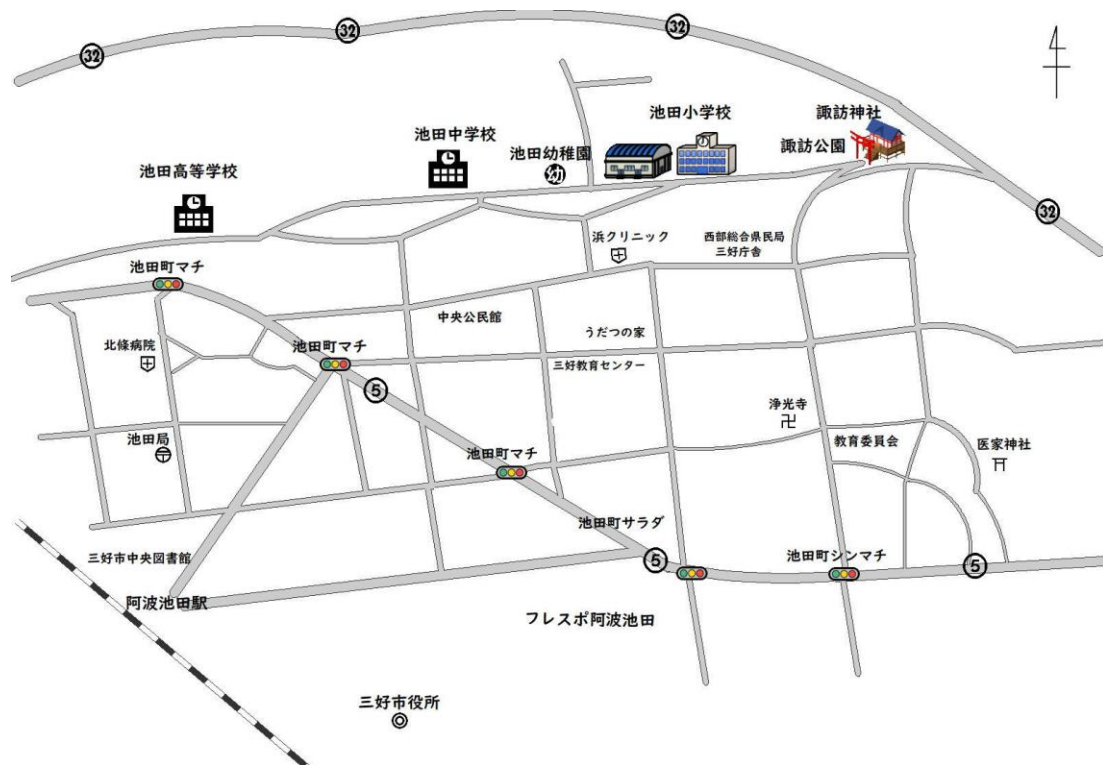 32
32
32
池田小学校
諏訪神社
池田中学校
諏訪公園
池田幼稚園
幼
池田高等学校
32
浜クリニック
西部総合県民局
三好庁舎
池田町マチ
中央公民館
うだつの家
北條病院
池田町マチ
三好教育センター
5
浄光寺
池田局
教育委員会
医家神社
池田町マチ
池田町サラダ
三好市中央図書館
5
池田町シンマチ
5
阿波池田駅
フレスポ阿波池田
三好市役所